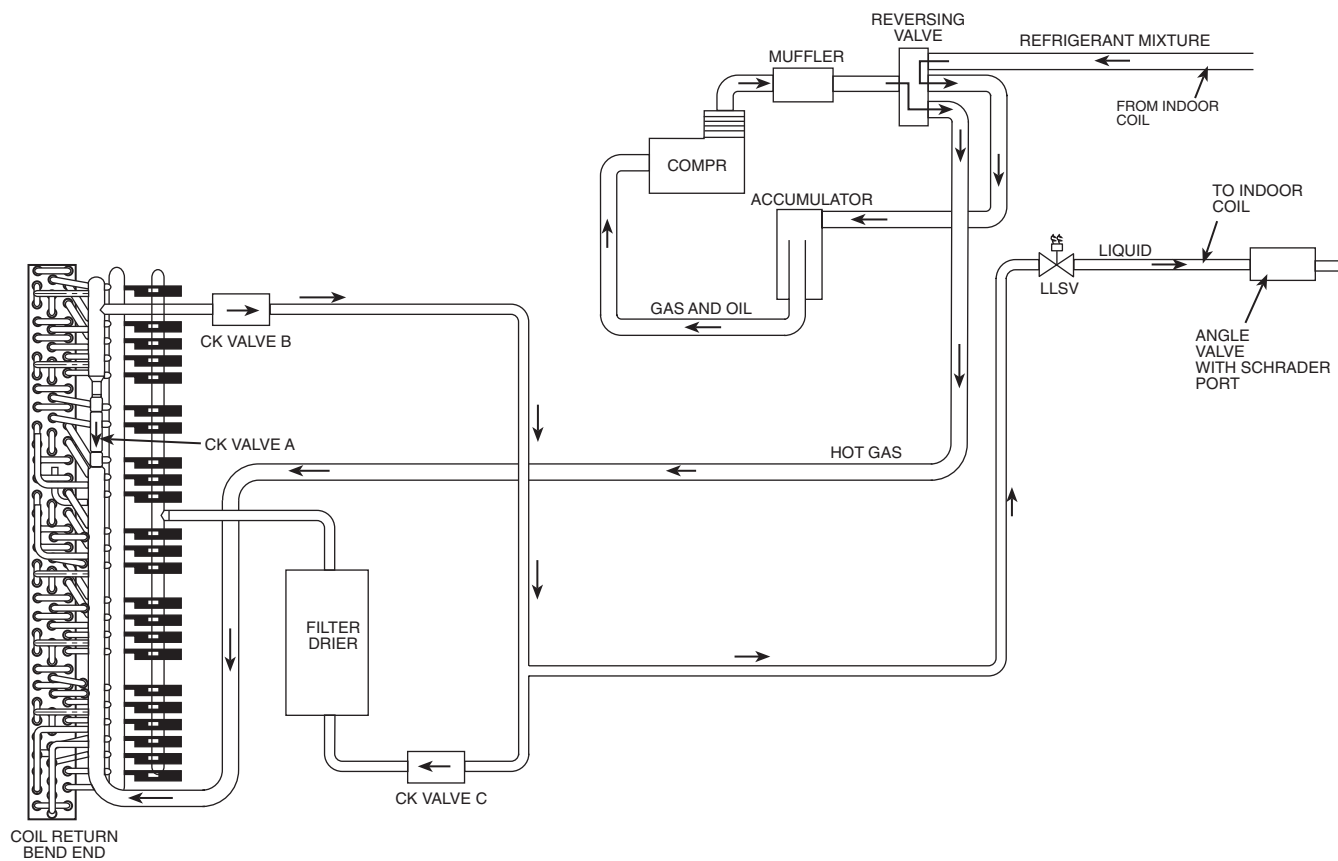 REVERSING
VALVE
REFRIGERANT MIXTURE
MUFFLER
FROM INDOOR
COIL
COMPR
ACCUMULATOR
TO INDOOR
COIL
LIQUID
LLSV
GAS AND OIL
CK VALVE B
ANGLE
VALVE
WITH SCHRADER
PORT
CK VALVE A
HOT GAS
FILTER
DRIER
CK VALVE C
COIL RETURN
BEND END